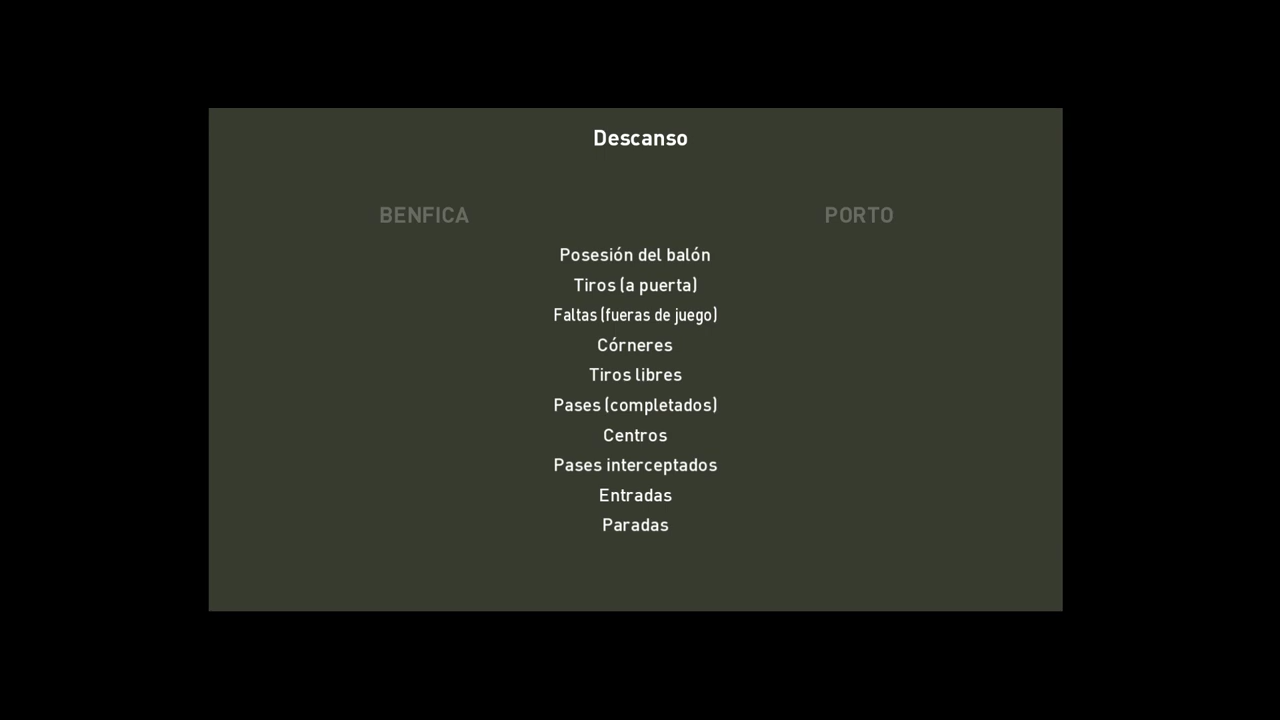 Descanso
BENFICA PORTO
Posesión del balón
Tiros (a puerta)
Faltas (fueras de juego)
Córneres
Tiros libres
Pases (completados)
Centros
Pases interceptados
Entradas
Paradas